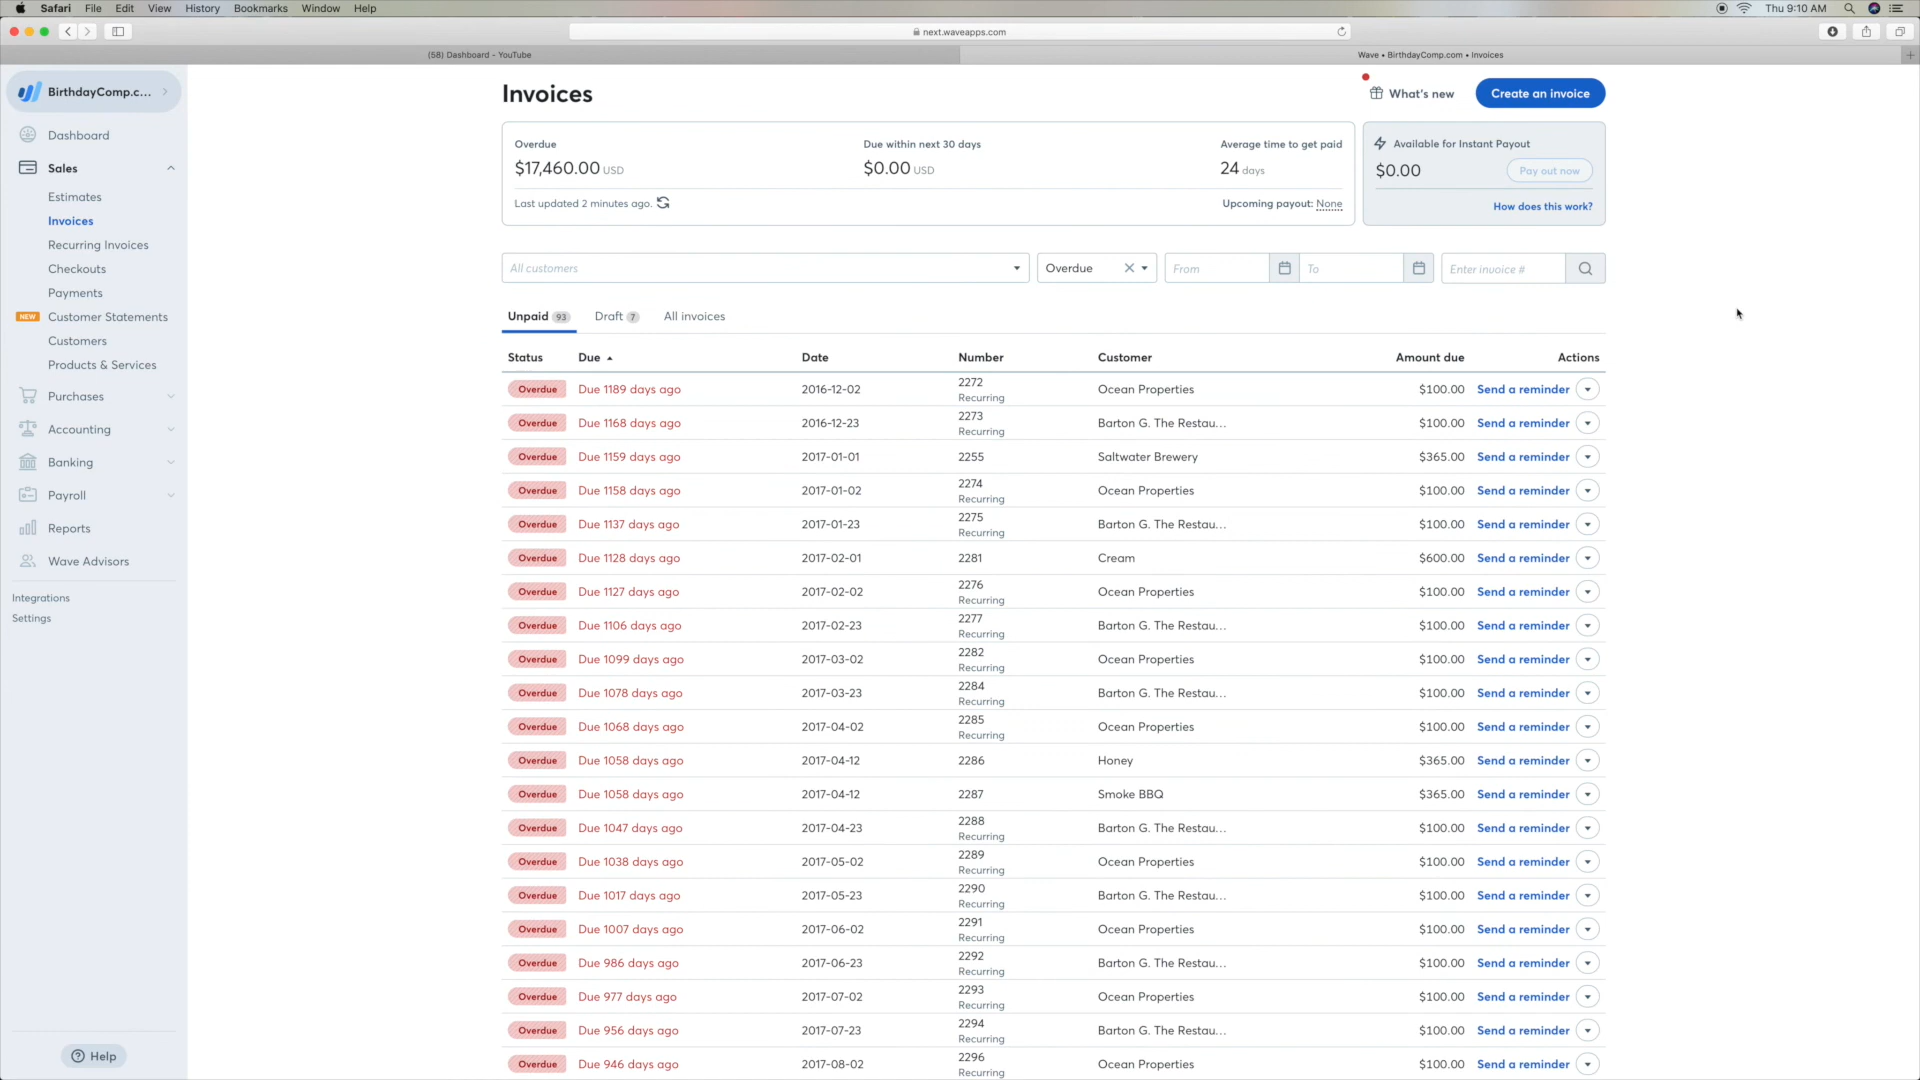 Safari File Edit View History Bookmarks Window Help Thu 9:10 AM
next.waveapps.com
(58) Dashboard - YouTube Wave • BirthdayComp.com • Invoices
BirthdayComp.c...
Dashboard
Sales
Estimates
Invoices
Recurring Invoices
Checkouts
Payments
NEW Customer Statements
Customers
Products & Services
Purchases
Accounting
Banking
Payroll
Reports
Wave Advisors
Integrations
Settings
Help
Invoices
What's new
Create an invoice
Overdue Due within next 30 days Average time to get paid
$17,460.00 USD $0.00 USD 24 days
Last updated 2 minutes ago. Upcoming payout: None
Available for Instant Payout
$0.00 Pay out now
How does this work?
All customers Overdue From To Enter invoice #
Unpaid 93 Draft 7 All invoices
Status Due Date Number Customer Amount due Actions
Overdue Due 1189 days ago 2016-12-02 2272 Ocean Properties $100.00 Send a reminder
Recurring
Overdue Due 1168 days ago 2016-12-23 2273 Barton G. The Restau... $100.00 Send a reminder
Recurring
Overdue Due 1159 days ago 2017-01-01 2255 Saltwater Brewery $365.00 Send a reminder
Overdue Due 1158 days ago 2017-01-02 2274 Ocean Properties $100.00 Send a reminder
Recurring
Overdue Due 1137 days ago 2017-01-23 2275 Barton G. The Restau... $100.00 Send a reminder
Recurring
Overdue Due 1128 days ago 2017-02-01 2281 Cream $600.00 Send a reminder
Overdue Due 1127 days ago 2017-02-02 2276 Ocean Properties $100.00 Send a reminder
Recurring
Overdue Due 1106 days ago 2017-02-23 2277 Barton G. The Restau... $100.00 Send a reminder
Recurring
Overdue Due 1099 days ago 2017-03-02 2282 Ocean Properties $100.00 Send a reminder
Recurring
Overdue Due 1078 days ago 2017-03-23 2284 Barton G. The Restau... $100.00 Send a reminder
Recurring
Overdue Due 1068 days ago 2017-04-02 2285 Ocean Properties $100.00 Send a reminder
Recurring
Overdue Due 1058 days ago 2017-04-12 2286 Honey $365.00 Send a reminder
Overdue Due 1058 days ago 2017-04-12 2287 Smoke BBQ $365.00 Send a reminder
Overdue Due 1047 days ago 2017-04-23 2288 Barton G. The Restau... $100.00 Send a reminder
Recurring
Overdue Due 1038 days ago 2017-05-02 2289 Ocean Properties $100.00 Send a reminder
Recurring
Overdue Due 1017 days ago 2017-05-23 2290 Barton G. The Restau... $100.00 Send a reminder
Recurring
Overdue Due 1007 days ago 2017-06-02 2291 Ocean Properties $100.00 Send a reminder
Recurring
Overdue Due 986 days ago 2017-06-23 2292 Barton G. The Restau... $100.00 Send a reminder
Recurring
Overdue Due 977 days ago 2017-07-02 2293 Ocean Properties $100.00 Send a reminder
Recurring
Overdue Due 956 days ago 2017-07-23 2294 Barton G. The Restau... $100.00 Send a reminder
Recurring
Overdue Due 946 days ago 2017-08-02 2296 Ocean Properties $100.00 Send a reminder
Recurring